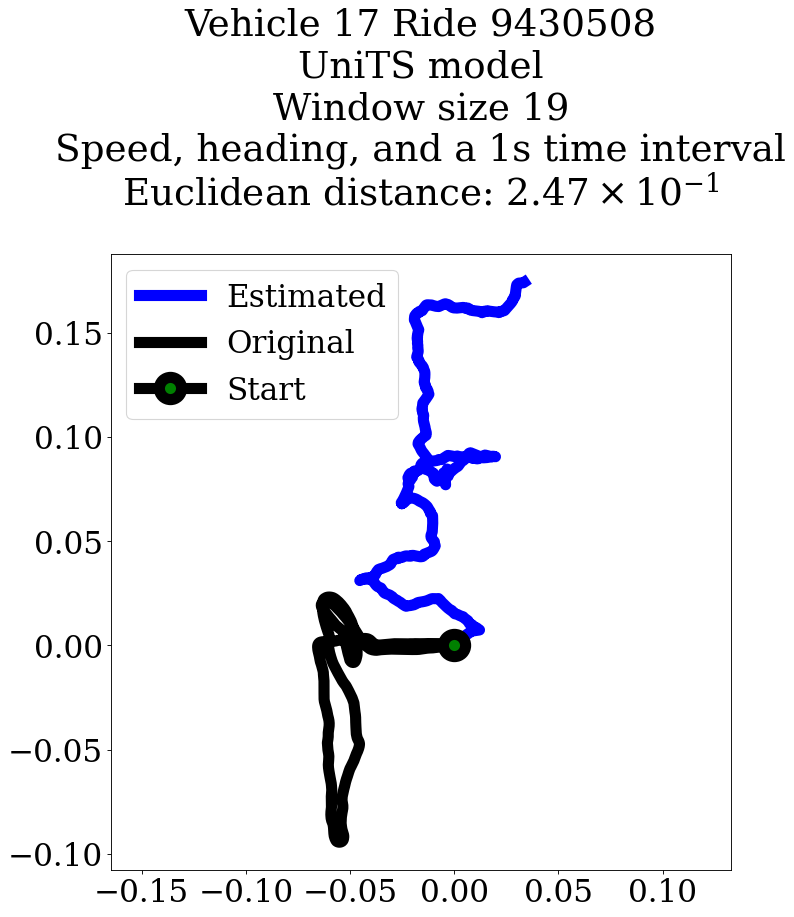 Vehicle 17 Ride 9430508
UniTS model
Window size 19
Speed, heading, and a 1s time interval
Euclidean distance: 2.47 × 10⁻¹
Estimated
Original
Start
0.15
0.10
0.05
0.00
−0.05
−0.10
−0.15 −0.10 −0.05 0.00 0.05 0.10